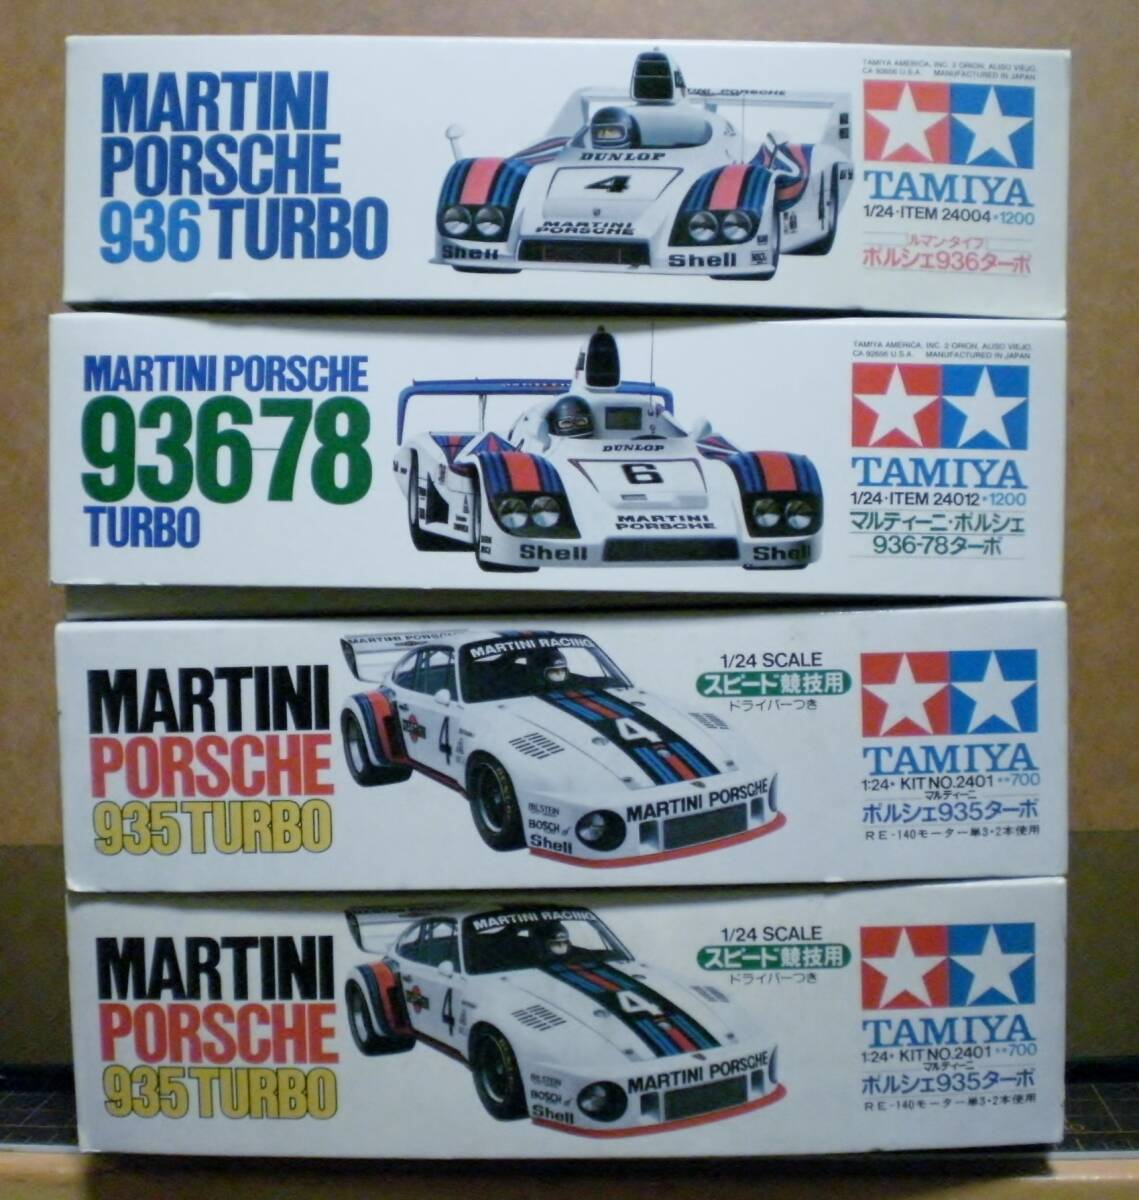 MARTINI
PORSCHE
936 TURBO
4
TINI PORSCHE
DUNLOP
4
MARTINI
PORSCHE
Shell
Shell
TAMIYA AMERICA, INC. 2 ORION, ALISO VIEJO,
CA 92656 U.S.A. MANUFACTURED IN JAPAN
TAMIYA
1/24·ITEM 24004•1200
ルマン・タイプ
ポルシェ936ターボ
MARTINI PORSCHE
936-78
TURBO
DUNLOP
6
MARTINI
PORSCHE
Shell
Shell
TAMIYA AMERICA, INC. 2 ORION, ALISO VIEJO,
CA 92656 U.S.A. MANUFACTURED IN JAPAN
TAMIYA
1/24·ITEM 24012•1200
マルティーニ・ポルシェ
936-78ターボ
MARTINI
PORSCHE
935 TURBO
MARTINI PORSCHE
MARTINI RACING
4
4
MARTINI PORSCHE
BILSTEIN
BOSCH
Shell
1/24 SCALE
スピード競技用
ドライバーつき
TAMIYA
1:24• KIT NO.2401 ••700
マルティーニ
ポルシェ935ターボ
RE-140モーター単3・2本使用
MARTINI
PORSCHE
935 TURBO
MARTINI RACING
4
4
MARTINI PORSCHE
BILSTEIN
BOSCH
Shell
1/24 SCALE
スピード競技用
ドライバーつき
TAMIYA
1:24• KIT NO.2401 ••700
マルティーニ
ポルシェ935ターボ
RE-140モーター単3・2本使用